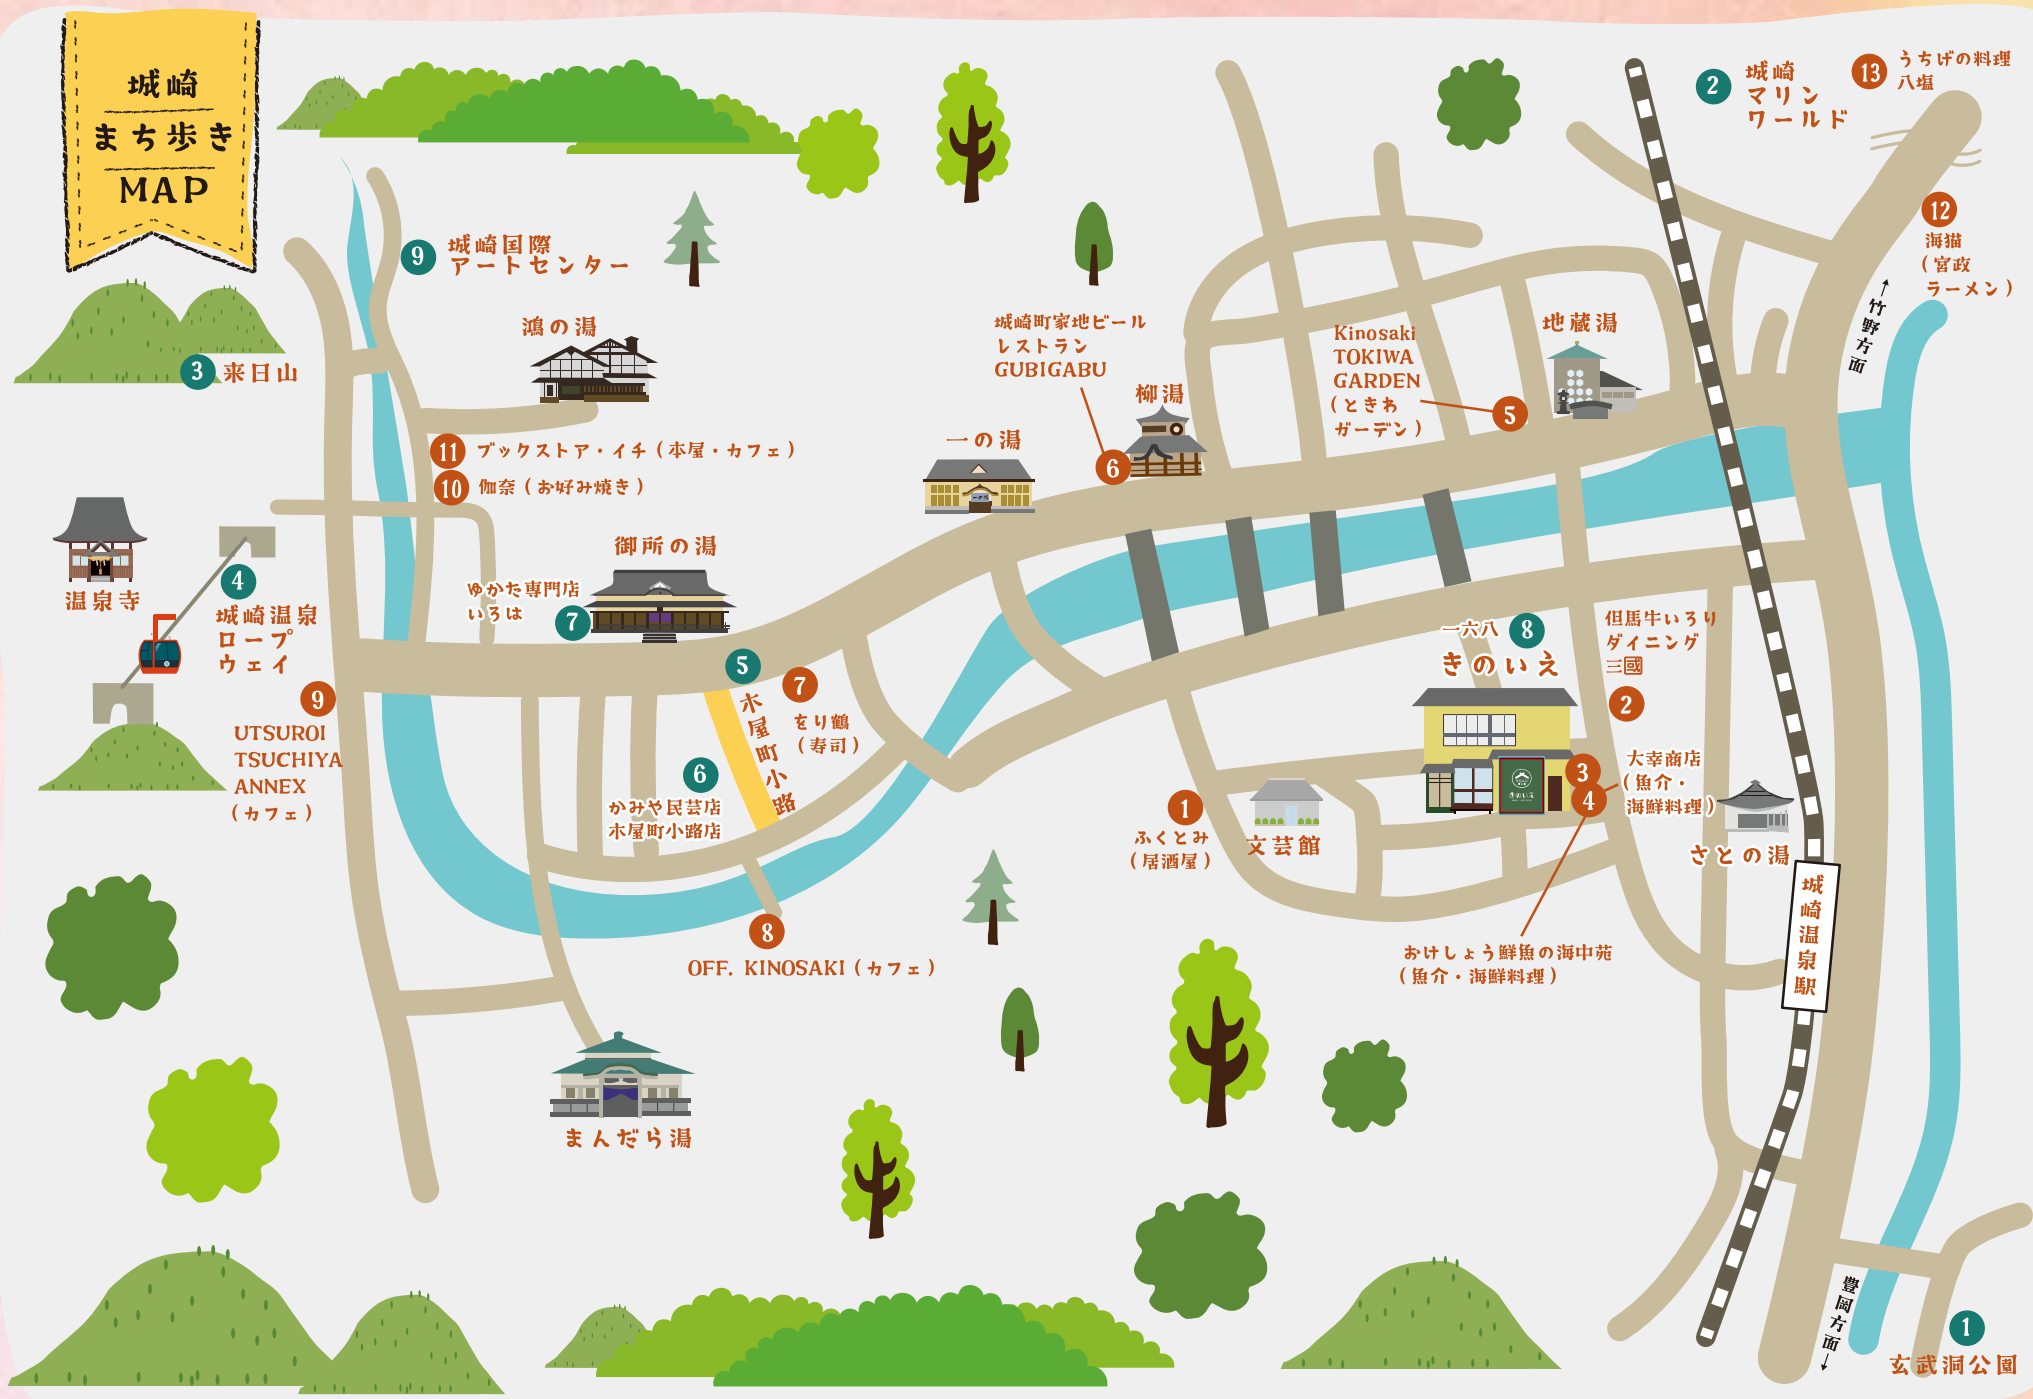 城崎
まち歩き
MAP
2
城崎
マリン
ワールド
13
うちげの料理
八塩
12
海猫
(宮政
ラーメン)
↑竹野方面
9
城崎国際
アートセンター
鴻の湯
3
来日山
城崎町家地ビール
レストラン
GUBIGABU
6
柳湯
Kinosaki
TOKIWA
GARDEN
(ときわ
ガーデン)
5
地蔵湯
一の湯
一の湯
11
ブックストア・イチ(本屋・カフェ)
10
伽奈(お好み焼き)
温泉寺
4
城崎温泉
ロープ
ウェイ
御所の湯
ゆかた専門店
いろは
7
5
木屋町小路
7
をり鶴
(寿司)
6
かみや民芸店
木屋町小路店
9
UTSUROI
TSUCHIYA
ANNEX
(カフェ)
一六八
8
きのいえ
きのいえ
但馬牛いろり
ダイニング
三國
2
3
4
大幸商店
(魚介・
海鮮料理)
1
ふくとみ
(居酒屋)
文芸館
さとの湯
城崎温泉駅
8
OFF. KINOSAKI(カフェ)
おけしょう鮮魚の海中苑
(魚介・海鮮料理)
まんだら湯
豊岡方面↓
1
玄武洞公園